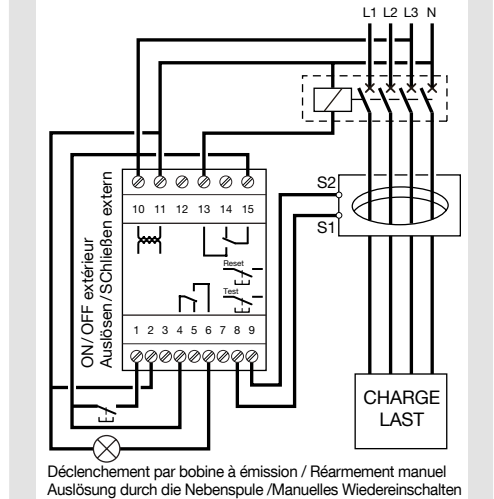 L1 L2 L3 N
S2
S1
10 11 12 13 14 15
Reset
Test
1 2 3 4 5 6 7 8 9
ON/OFF extérieur
Auslösen/SChließen extern
CHARGE
LAST
Déclenchement par bobine à émission / Réarmement manuel
Auslösung durch die Nebenspule /Manuelles Wiedereinschalten